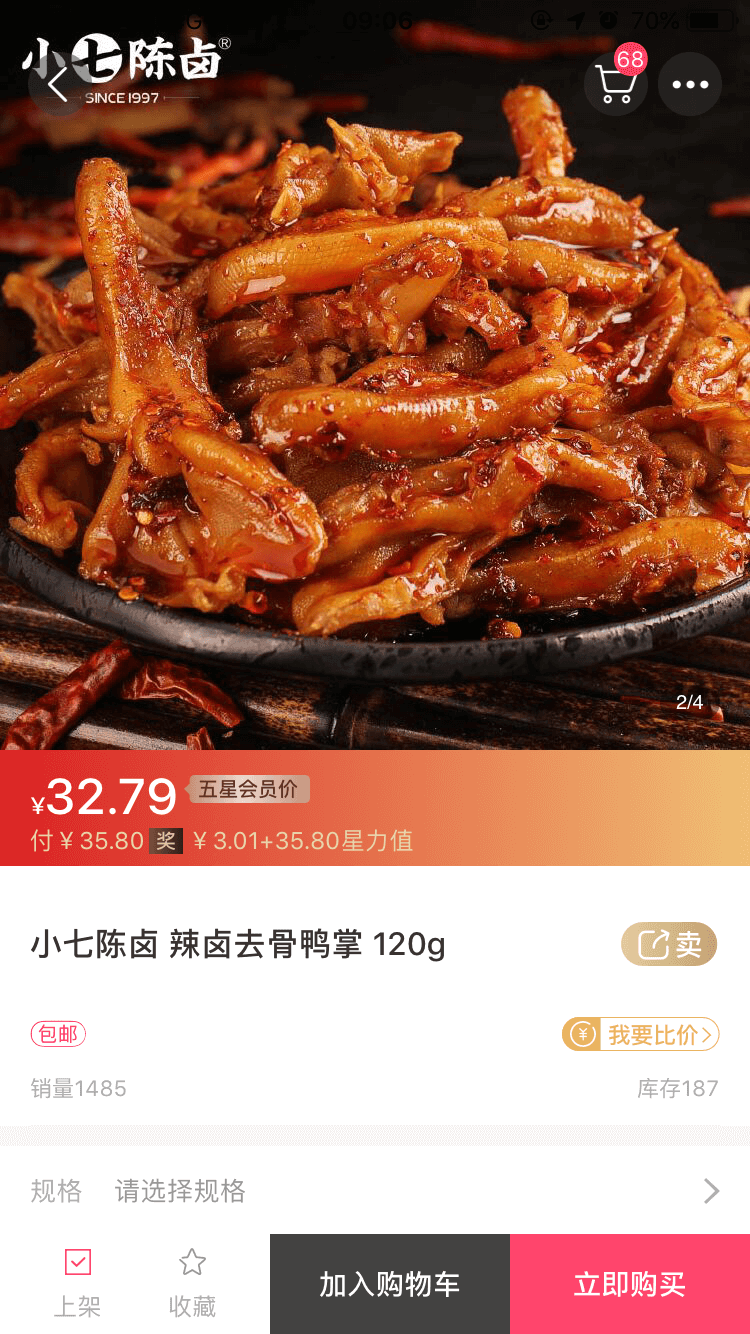 09:06
70%
小七陈卤®
SINCE 1997
68
2/4
¥32.79 五星会员价
付 ¥ 35.80 奖 ¥ 3.01+35.80星力值
小七陈卤 辣卤去骨鸭掌 120g
卖
包邮
¥ 我要比价
销量1485
库存187
规格 请选择规格
上架
收藏
加入购物车
立即购买